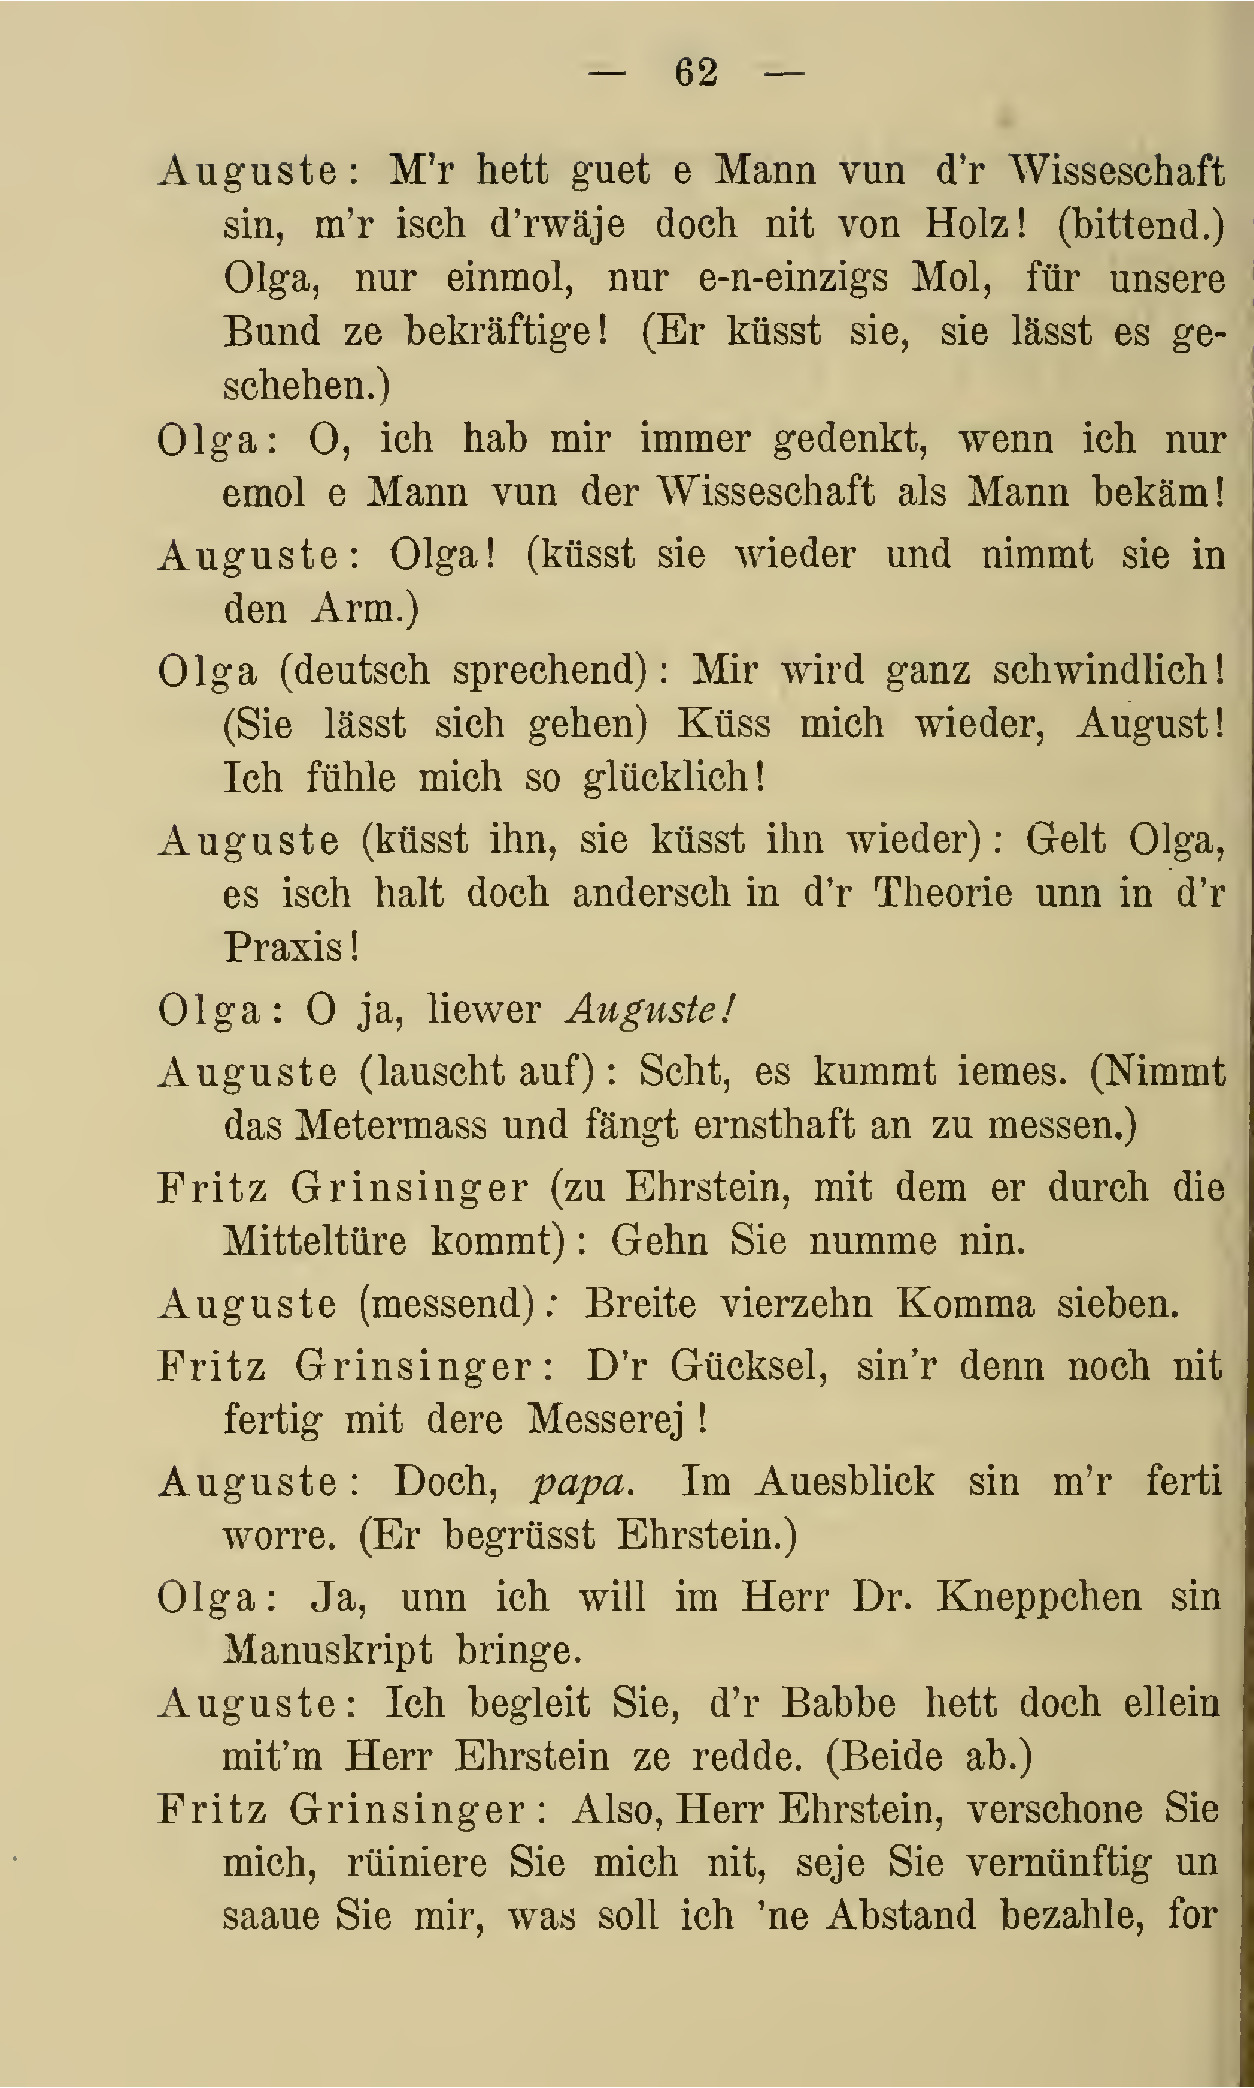 — 62 —
Auguste: M'r hett guet e Mann vun d'r Wisseschaft
sin, m'r isch d'rwäje doch nit von Holz! (bittend.)
Olga, nur einmol, nur e-n-einzigs Mol, für unsere
Bund ze bekräftige! (Er küsst sie, sie lässt es ge-
schehen.)
Olga: O, ich hab mir immer gedenkt, wenn ich nur
emol e Mann vun der Wisseschaft als Mann bekäm!
Auguste: Olga! (küsst sie wieder und nimmt sie in
den Arm.)
Olga (deutsch sprechend): Mir wird ganz schwindlich!
(Sie lässt sich gehen) Küss mich wieder, August!
Ich fühle mich so glücklich!
Auguste (küsst ihn, sie küsst ihn wieder): Gelt Olga,
es isch halt doch andersch in d'r Theorie unn in d'r
Praxis!
Olga: O ja, liewer Auguste!
Auguste (lauscht auf): Scht, es kummt iemes. (Nimmt
das Metermass und fängt ernsthaft an zu messen.)
Fritz Grinsinger (zu Ehrstein, mit dem er durch die
Mitteltüre kommt): Gehn Sie numme nin.
Auguste (messend): Breite vierzehn Komma sieben.
Fritz Grinsinger: D'r Gücksel, sin'r denn noch nit
fertig mit dere Messerej!
Auguste: Doch, papa. Im Auesblick sin m'r ferti
worre. (Er begrüsst Ehrstein.)
Olga: Ja, unn ich will im Herr Dr. Kneppchen sin
Manuskript bringe.
Auguste: Ich begleit Sie, d'r Babbe hett doch ellein
mit'm Herr Ehrstein ze redde. (Beide ab.)
Fritz Grinsinger: Also, Herr Ehrstein, verschone Sie
mich, rüiniere Sie mich nit, seje Sie vernünftig un
saaue Sie mir, was soll ich 'ne Abstand bezahle, for